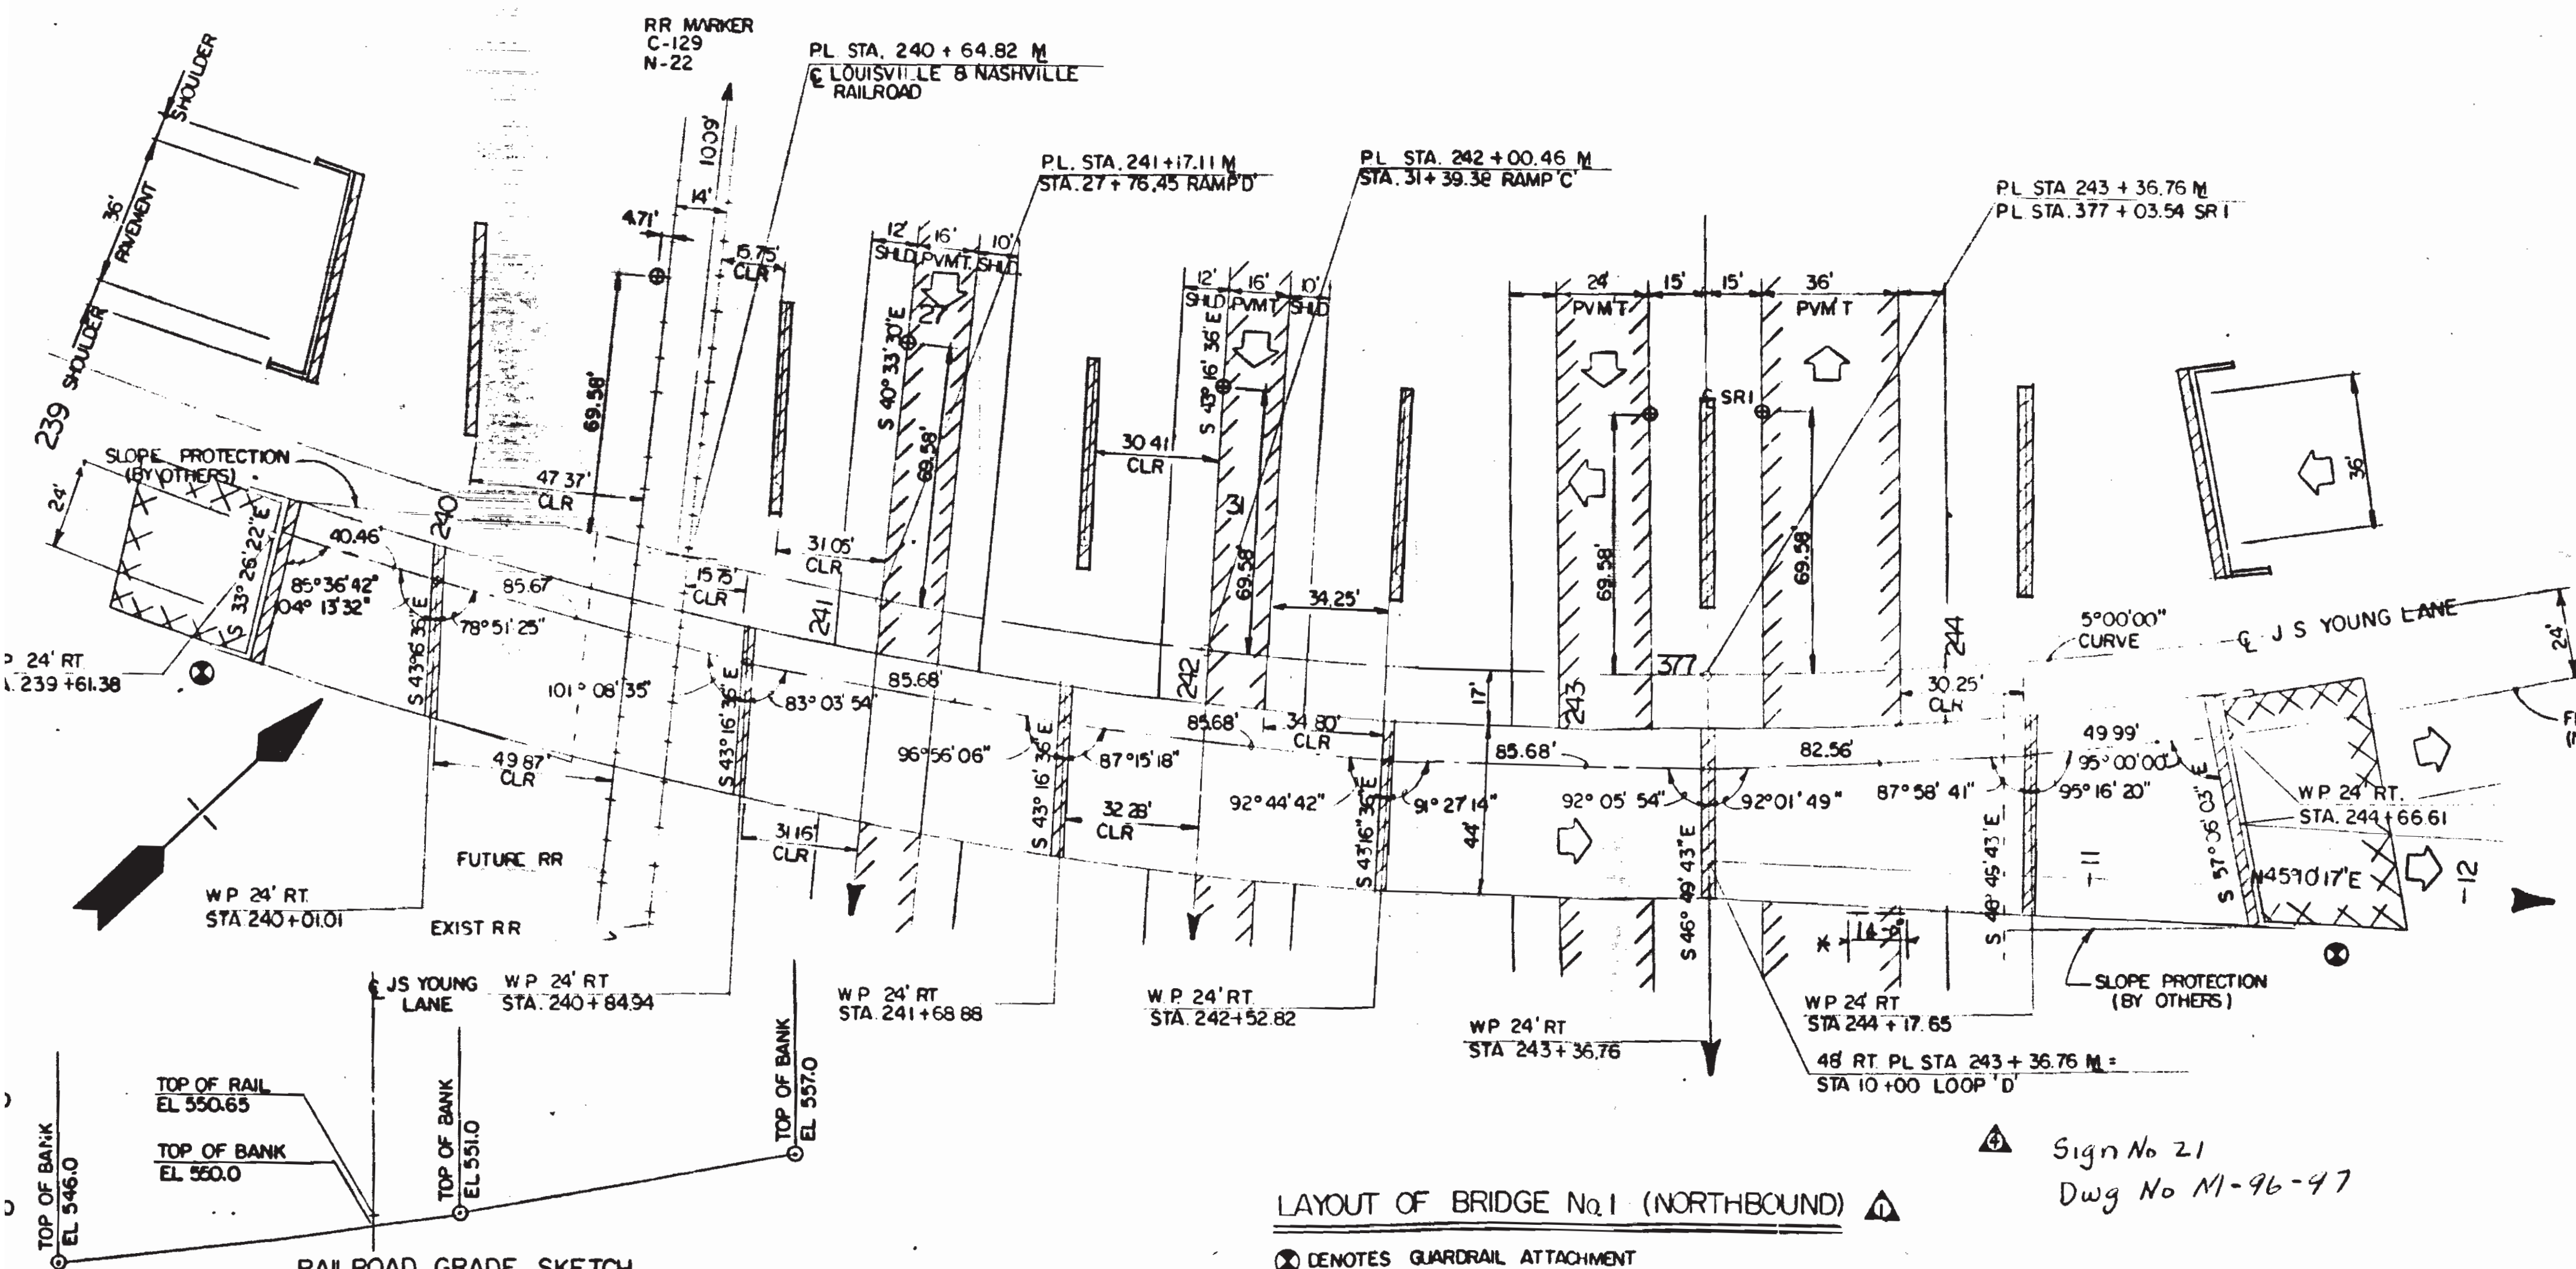 RR MARKER
C-129
N-22
P.L. STA. 240 + 64.82 ML
℄ LOUISVILLE & NASHVILLE
RAILROAD
P.L. STA. 241+17.11 ML
STA. 27+76.45 RAMP'D'
P.L. STA. 242+00.46 ML
STA. 31+39.38 RAMP'C'
P.L. STA 243 + 36.76 ML
P.L. STA. 377 + 03.54 SR 1
SHOULDER
36'
PAVEMENT
SHOULDER
239
1009'
14'
4.71'
15.75'
CLR
69.58'
12' 16' 10'
SHLD PVMT. SHLD
27
S 40° 33' 30" E
69.58'
12' 16' 10'
SHLD PVMT SHLD
S 43° 16' 36" E
31
69.58'
24' 15' 15' 36'
PVMT PVMT
℄ SR1
69.58'
69.58'
36'
SLOPE PROTECTION
(BY OTHERS)
24'
47.37'
CLR
30.41
CLR
34.25'
31.05'
CLR
15.75'
CLR
240
241
242
243
244
377
5°00'00"
CURVE
℄ J S YOUNG LANE
24'
S 33° 26' 22" E
40.46'
85°36'42"
04° 13'32"
85.67'
78°51'25"
S 43°16'36" E
101° 08' 35"
S 43° 16' 36" E
83° 03' 54"
85.68'
96°56'06"
S 43° 16' 36" E
87°15'18"
85.68'
34.80'
CLR
92°44'42"
S 43°16" 36" E
91°27'14"
17'
44'
85.68'
92° 05' 54"
S 46° 49' 43" E
92°01'49"
82.56'
30.25'
CLR
87°58'41"
S 48° 45' 43" E
95°16'20"
49.99'
95°00'00"
S 57°06'03" E
N45°10'17"E
WP 24' RT.
STA. 244+66.61
P 24' RT.
A. 239+61.38
49.87'
CLR
31.16'
CLR
32.28'
CLR
FUTURE RR
EXIST RR
11
-12
14
*
WP 24' RT.
STA 240+01.01
WP 24' RT
STA. 240+84.94
WP 24' RT
STA. 241+68.88
W.P. 24' RT.
STA. 242+52.82
WP 24' RT
STA 243+36.76
WP 24' RT
STA 244 + 17.65
48' RT. PL STA 243 + 36.76 ML =
STA 10+00 LOOP 'D'
SLOPE PROTECTION
(BY OTHERS)
℄ JS YOUNG
LANE
TOP OF RAIL
EL 550.65
TOP OF BANK
EL 550.0
TOP OF BANK
EL 546.0
TOP OF BANK
EL 551.0
TOP OF BANK
EL 557.0
RAILROAD GRADE SKETCH
4
Sign No 21
Dwg No M-96-97
LAYOUT OF BRIDGE No.1 (NORTHBOUND) 1
DENOTES GUARDRAIL ATTACHMENT